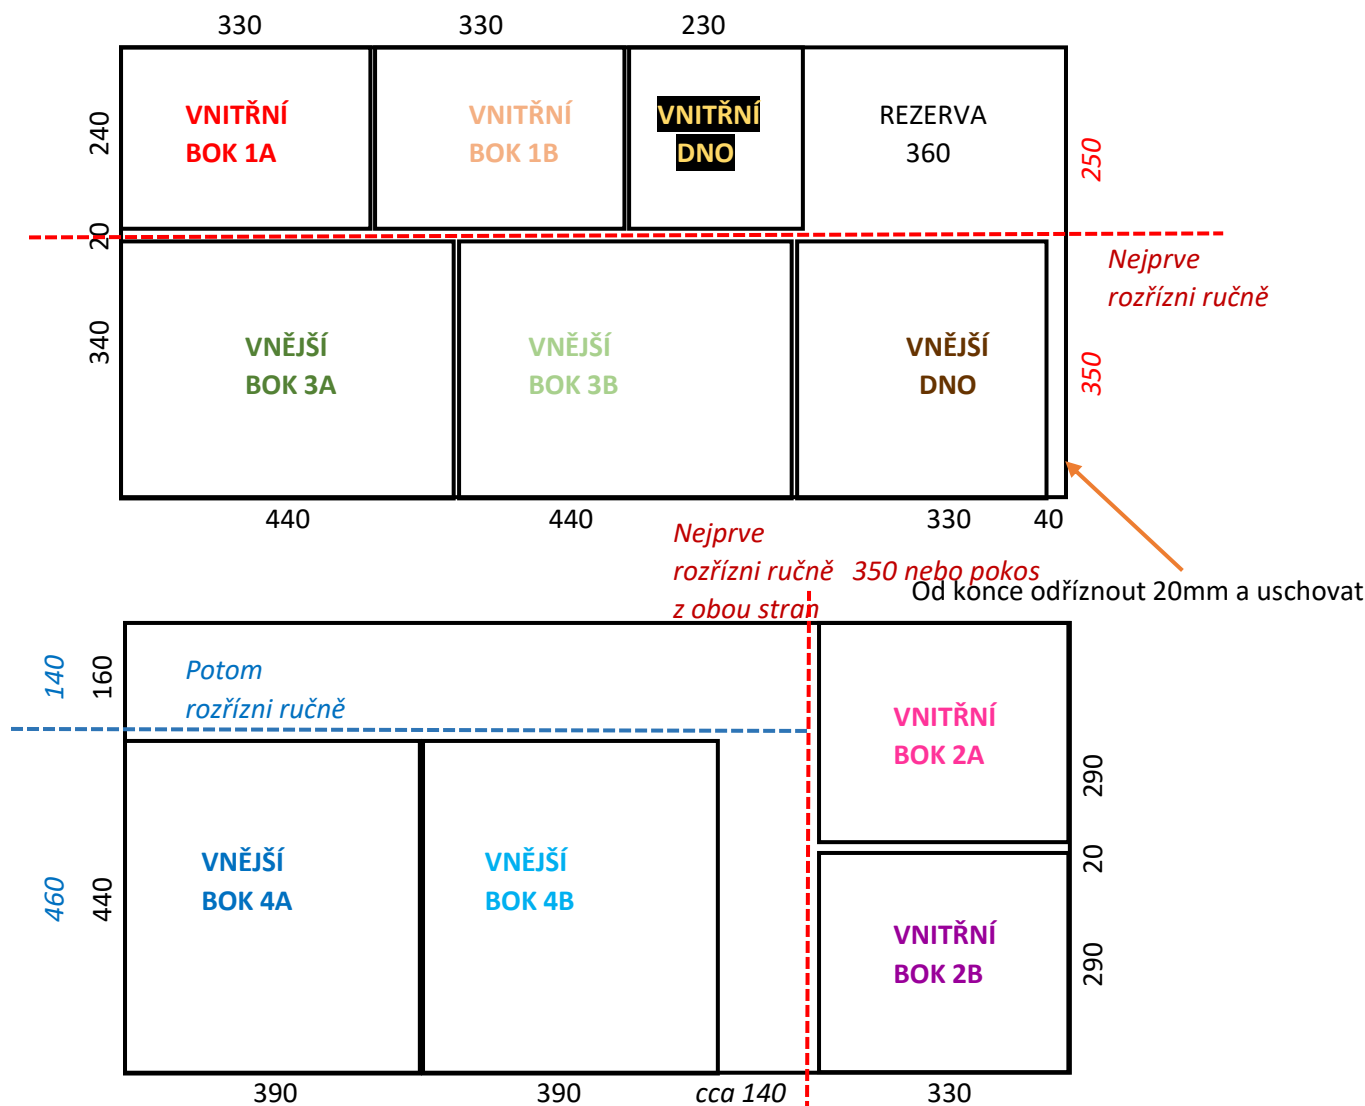 330
330
230
VNITŘNÍ
BOK 1A
VNITŘNÍ
BOK 1B
VNITŘNÍ
DNO
REZERVA
360
240
250
20
Nejprve
rozřízni ručně
340
VNĚJŠÍ
BOK 3A
VNĚJŠÍ
BOK 3B
VNĚJŠÍ
DNO
350
440
440
330
40
Nejprve
rozřízni ručně 350 nebo pokos
z obou stran
Od konce odříznout 20mm a uschovat
140
160
Potom
rozřízni ručně
VNITŘNÍ
BOK 2A
290
20
460
440
VNĚJŠÍ
BOK 4A
VNĚJŠÍ
BOK 4B
VNITŘNÍ
BOK 2B
290
390
390
cca 140
330